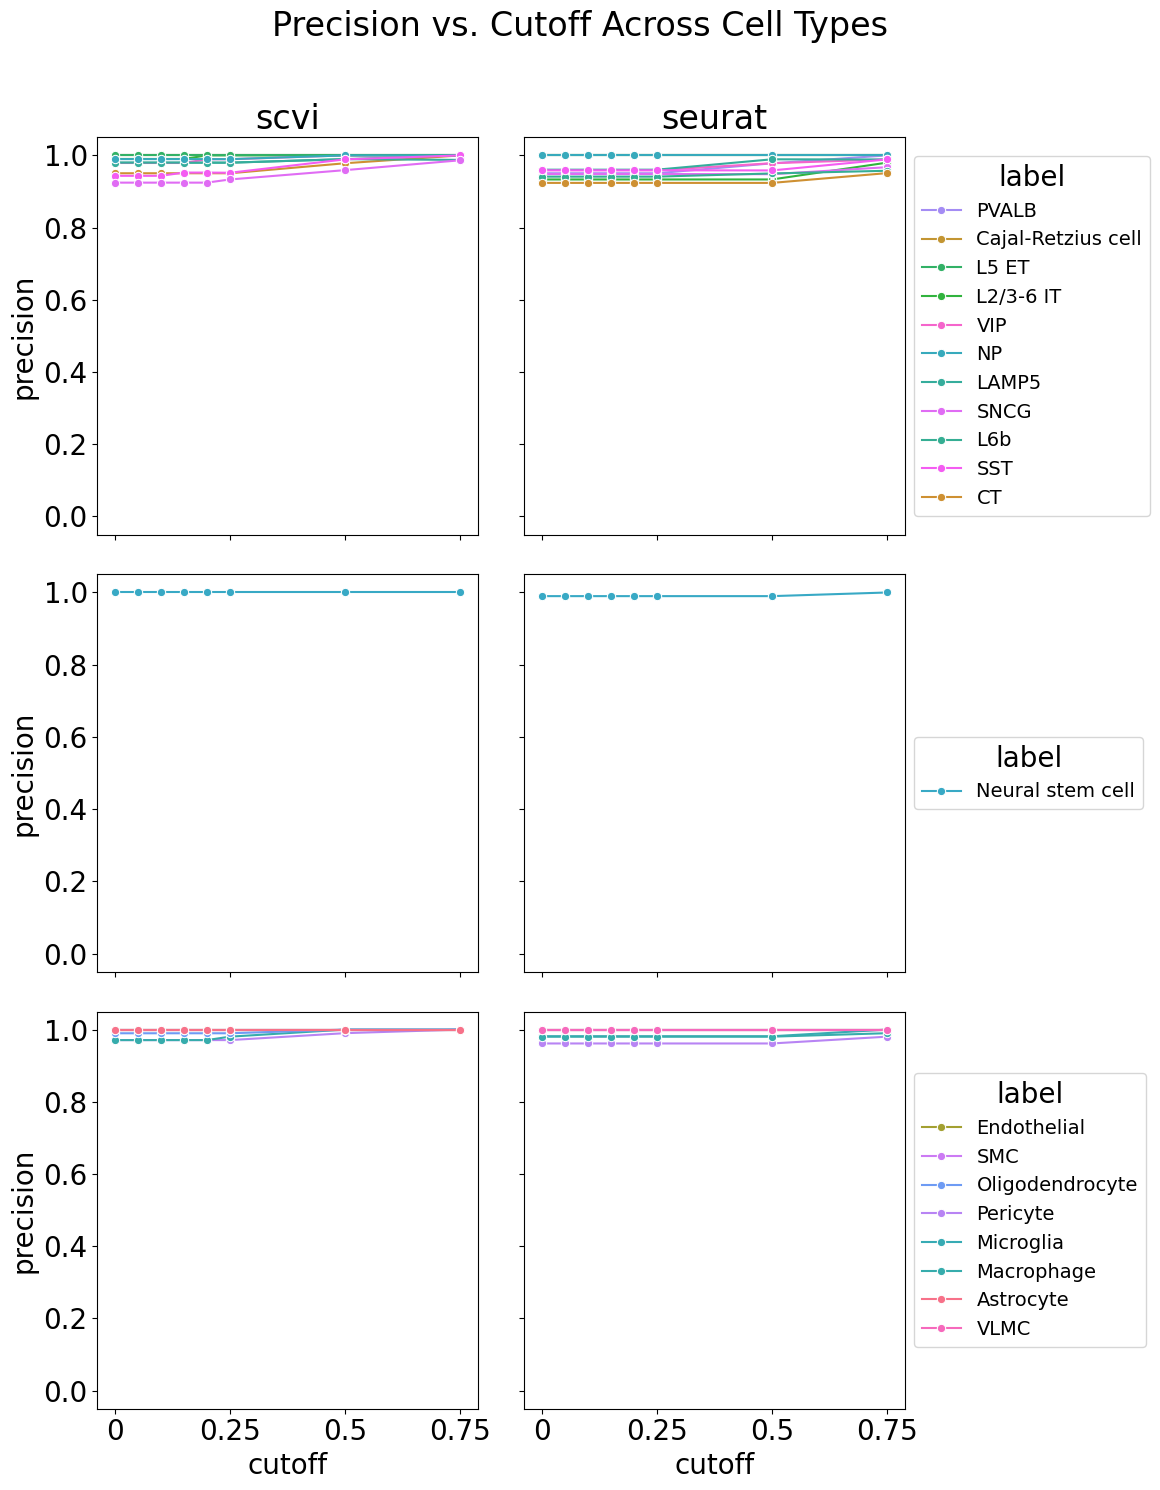 Precision vs. Cutoff Across Cell Types
scvi
seurat
precision
1.0
0.8
0.6
0.4
0.2
0.0
label
PVALB
Cajal-Retzius cell
L5 ET
L2/3-6 IT
VIP
NP
LAMP5
SNCG
L6b
SST
CT
precision
1.0
0.8
0.6
0.4
0.2
0.0
label
Neural stem cell
precision
1.0
0.8
0.6
0.4
0.2
0.0
label
Endothelial
SMC
Oligodendrocyte
Pericyte
Microglia
Macrophage
Astrocyte
VLMC
0 0.25 0.5 0.75
cutoff
0 0.25 0.5 0.75
cutoff